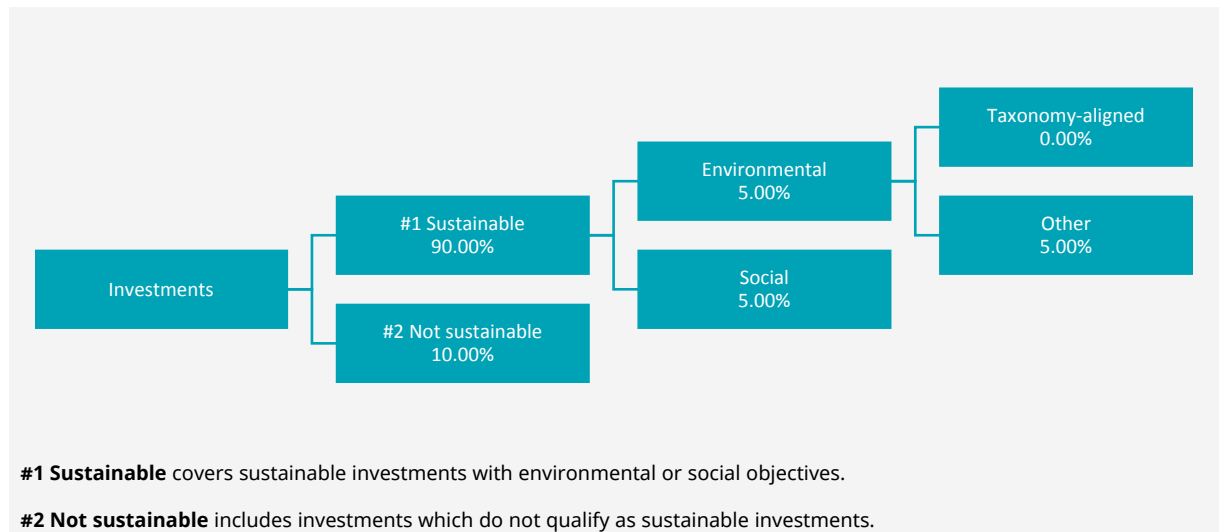 Taxonomy-aligned
0.00%
Environmental
5.00%
#1 Sustainable
90.00%
Other
5.00%
Investments
Social
5.00%
#2 Not sustainable
10.00%
#1 Sustainable covers sustainable investments with environmental or social objectives.
#2 Not sustainable includes investments which do not qualify as sustainable investments.